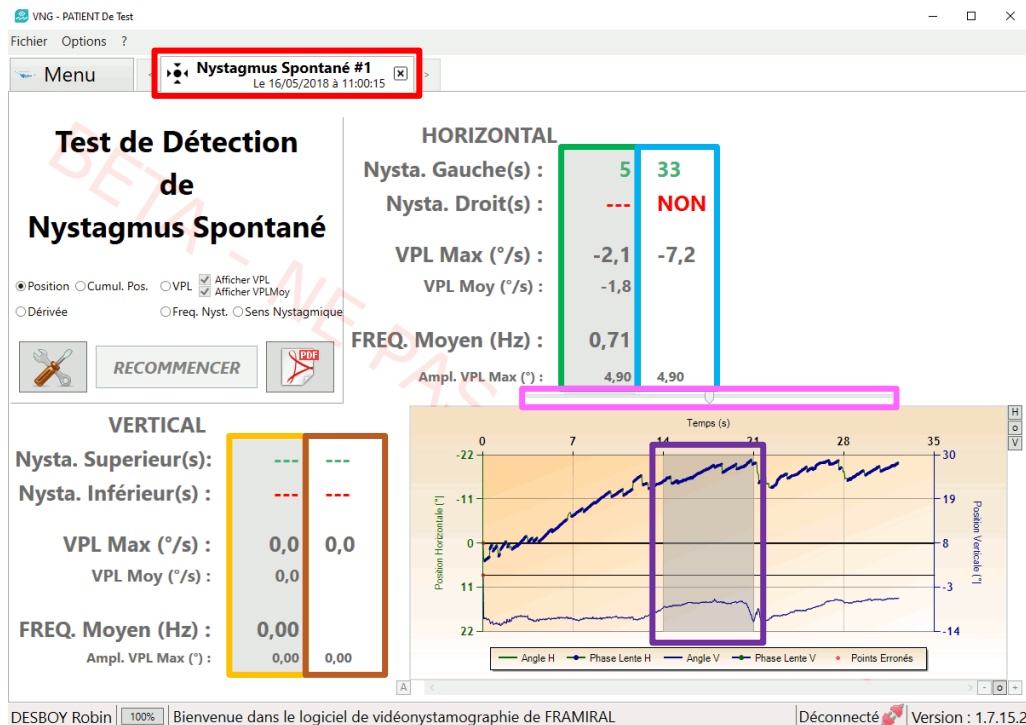 VNG - PATIENT De Test
Fichier Options ?
Menu
< Nystagmus Spontané #1 >
Le 16/05/2018 à 11:00:15
BETA - NE PAS
Test de Détection
de
Nystagmus Spontané
Position Cumul. Pos. VPL Afficher VPL
Afficher VPLMoy
Dérivée Freq. Nyst. Sens Nystagmique
RECOMMENCER PDF
HORIZONTAL
Nysta. Gauche(s) : 5 33
Nysta. Droit(s) : --- NON
VPL Max (°/s) : -2,1 -7,2
VPL Moy (°/s) : -1,8
FREQ. Moyen (Hz) : 0,71
Ampl. VPL Max (°) : 4,90 4,90
VERTICAL
Nysta. Superieur(s): --- ---
Nysta. Inférieur(s) : --- ---
VPL Max (°/s) : 0,0 0,0
VPL Moy (°/s) : 0,0
FREQ. Moyen (Hz) : 0,00
Ampl. VPL Max (°) : 0,00 0,00
Temps (s)
0 7 14 21 28 35
-22 -11 0 11 22
Position Horizontale [°]
30 19 8 -3 -14
Position Verticale [°]
Angle H Phase Lente H Angle V Phase Lente V Points Erronés
H
o
V
A < > - o +
DESBOY Robin 100% Bienvenue dans le logiciel de vidéonystamographie de FRAMIRAL Déconnecté Version : 1.7.15.2